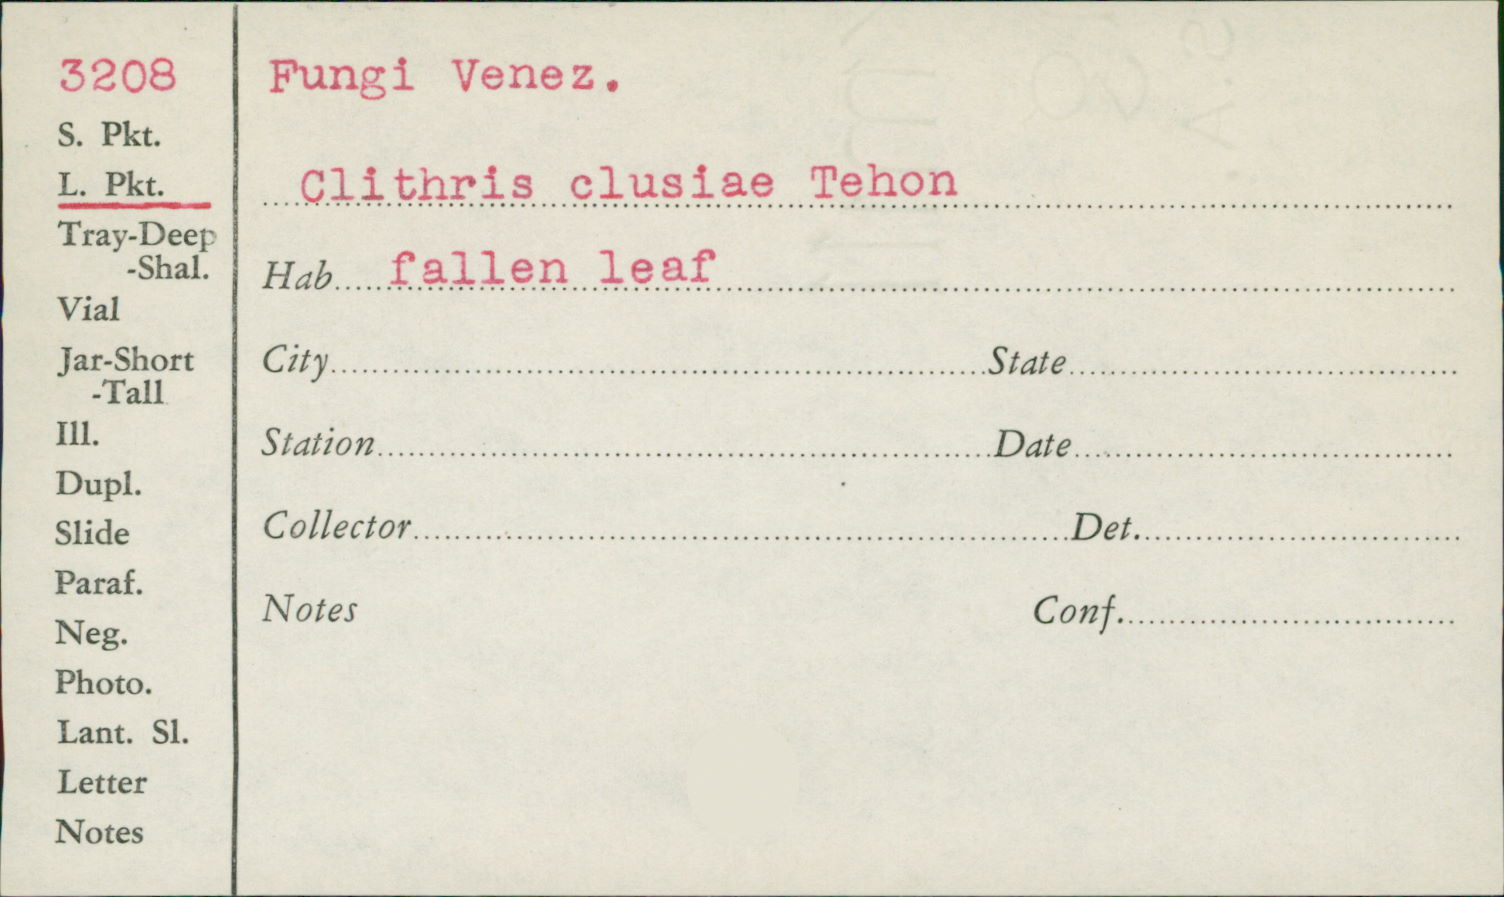 3208 Fungi Venez.
S. Pkt.
L. Pkt. Clithris clusiae Tehon
Tray-Deep
-Shal. Hab. fallen leaf
Vial
Jar-Short City State
-Tall
Ill. Station Date
Dupl.
Slide Collector Det.
Paraf.
Neg. Notes Conf.
Photo.
Lant. Sl.
Letter
Notes